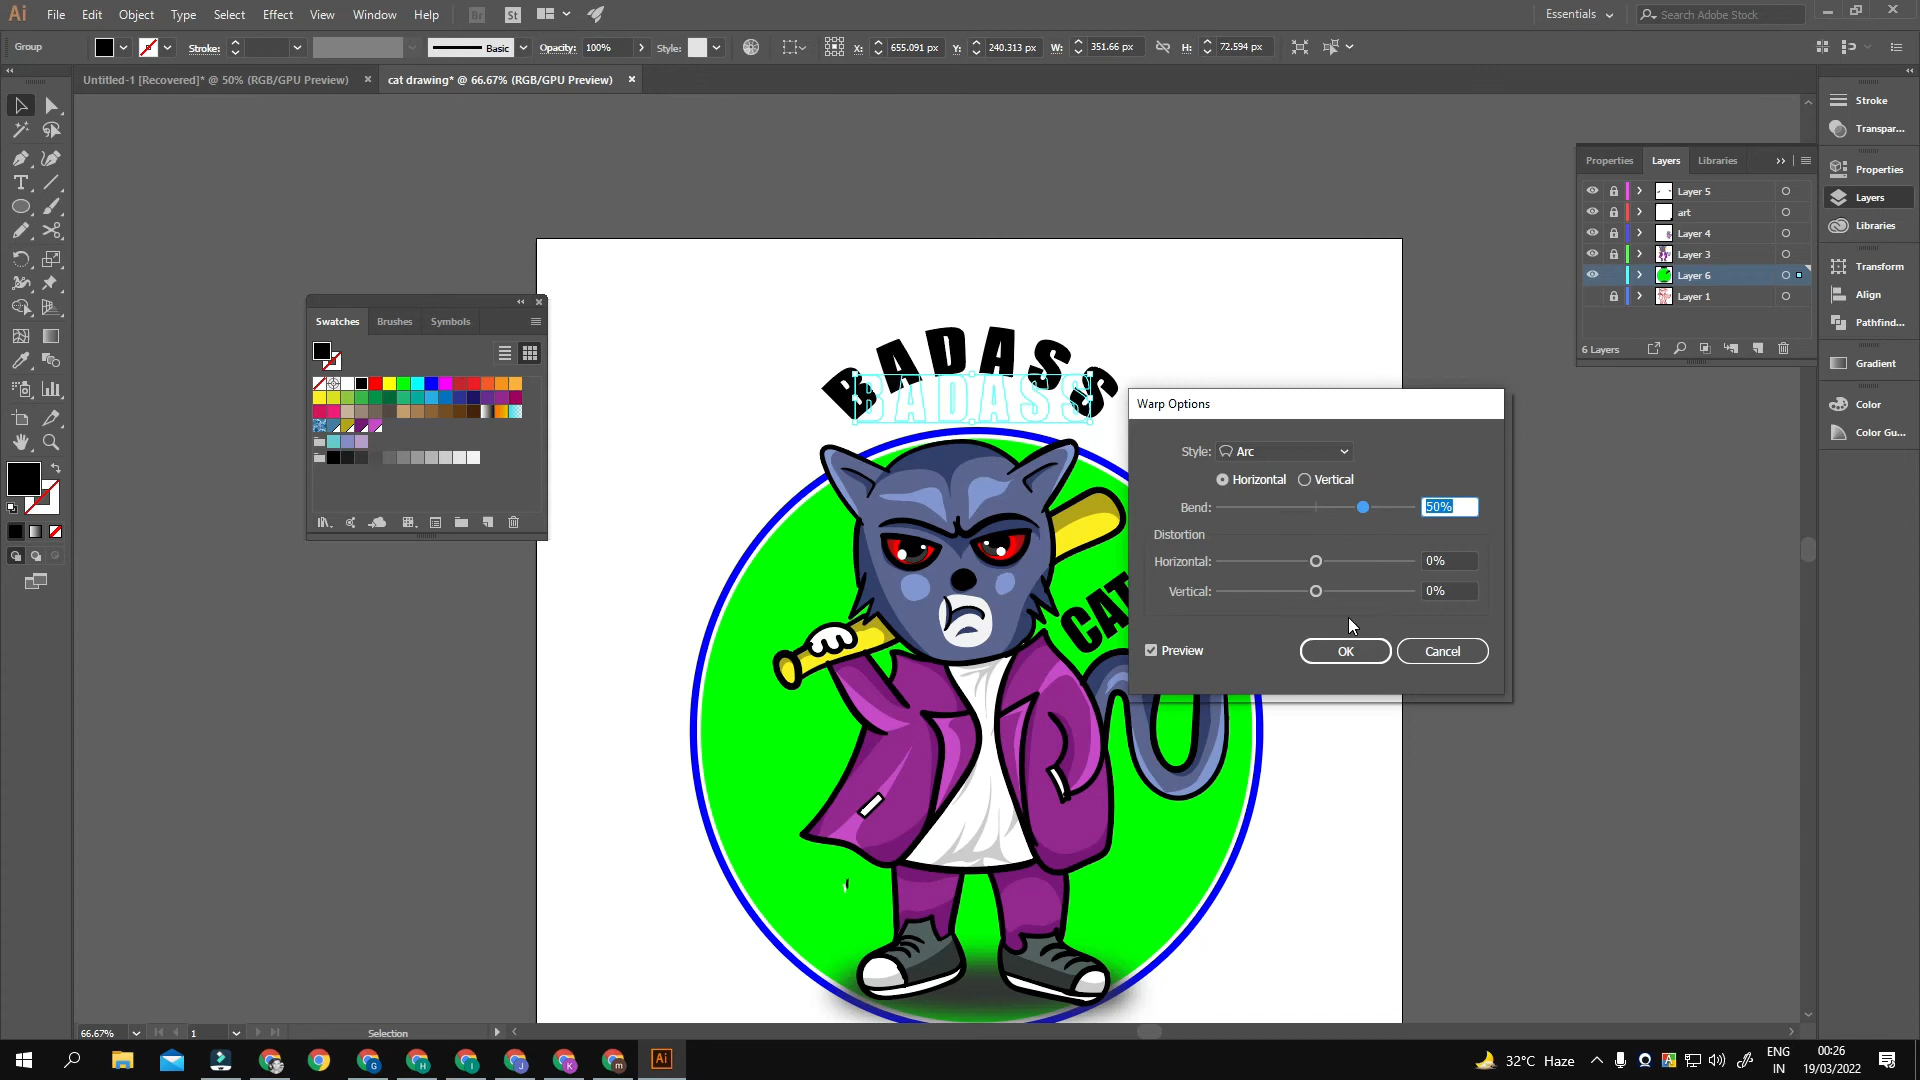 Ai File Edit Object Type Select Effect View Window Help Br St Essentials Search Adobe Stock
Group Stroke: Basic Opacity: 100% Style: X: 655.091 px Y: 240.313 px W: 351.66 px H: 72.594 px
Untitled-1 [Recovered]* @ 50% (RGB/GPU Preview) × cat drawing* @ 66.67% (RGB/GPU Preview) ×
Stroke
Transpar...
Properties
Layers
Libraries
Transform
Align
Pathfind...
Gradient
Color
Color Gu...
Properties Layers Libraries
Layer 5
art
Layer 4
Layer 3
Layer 6
Layer 1
6 Layers
Swatches Brushes Symbols
BADASS
BADASS
CAT
Warp Options
Style: Arc
Horizontal Vertical
Bend: 50%
Distortion
Horizontal: 0%
Vertical: 0%
Preview OK Cancel
66.67% 1 Selection
Ai 32°C Haze ENG 00:26
IN 19/03/2022